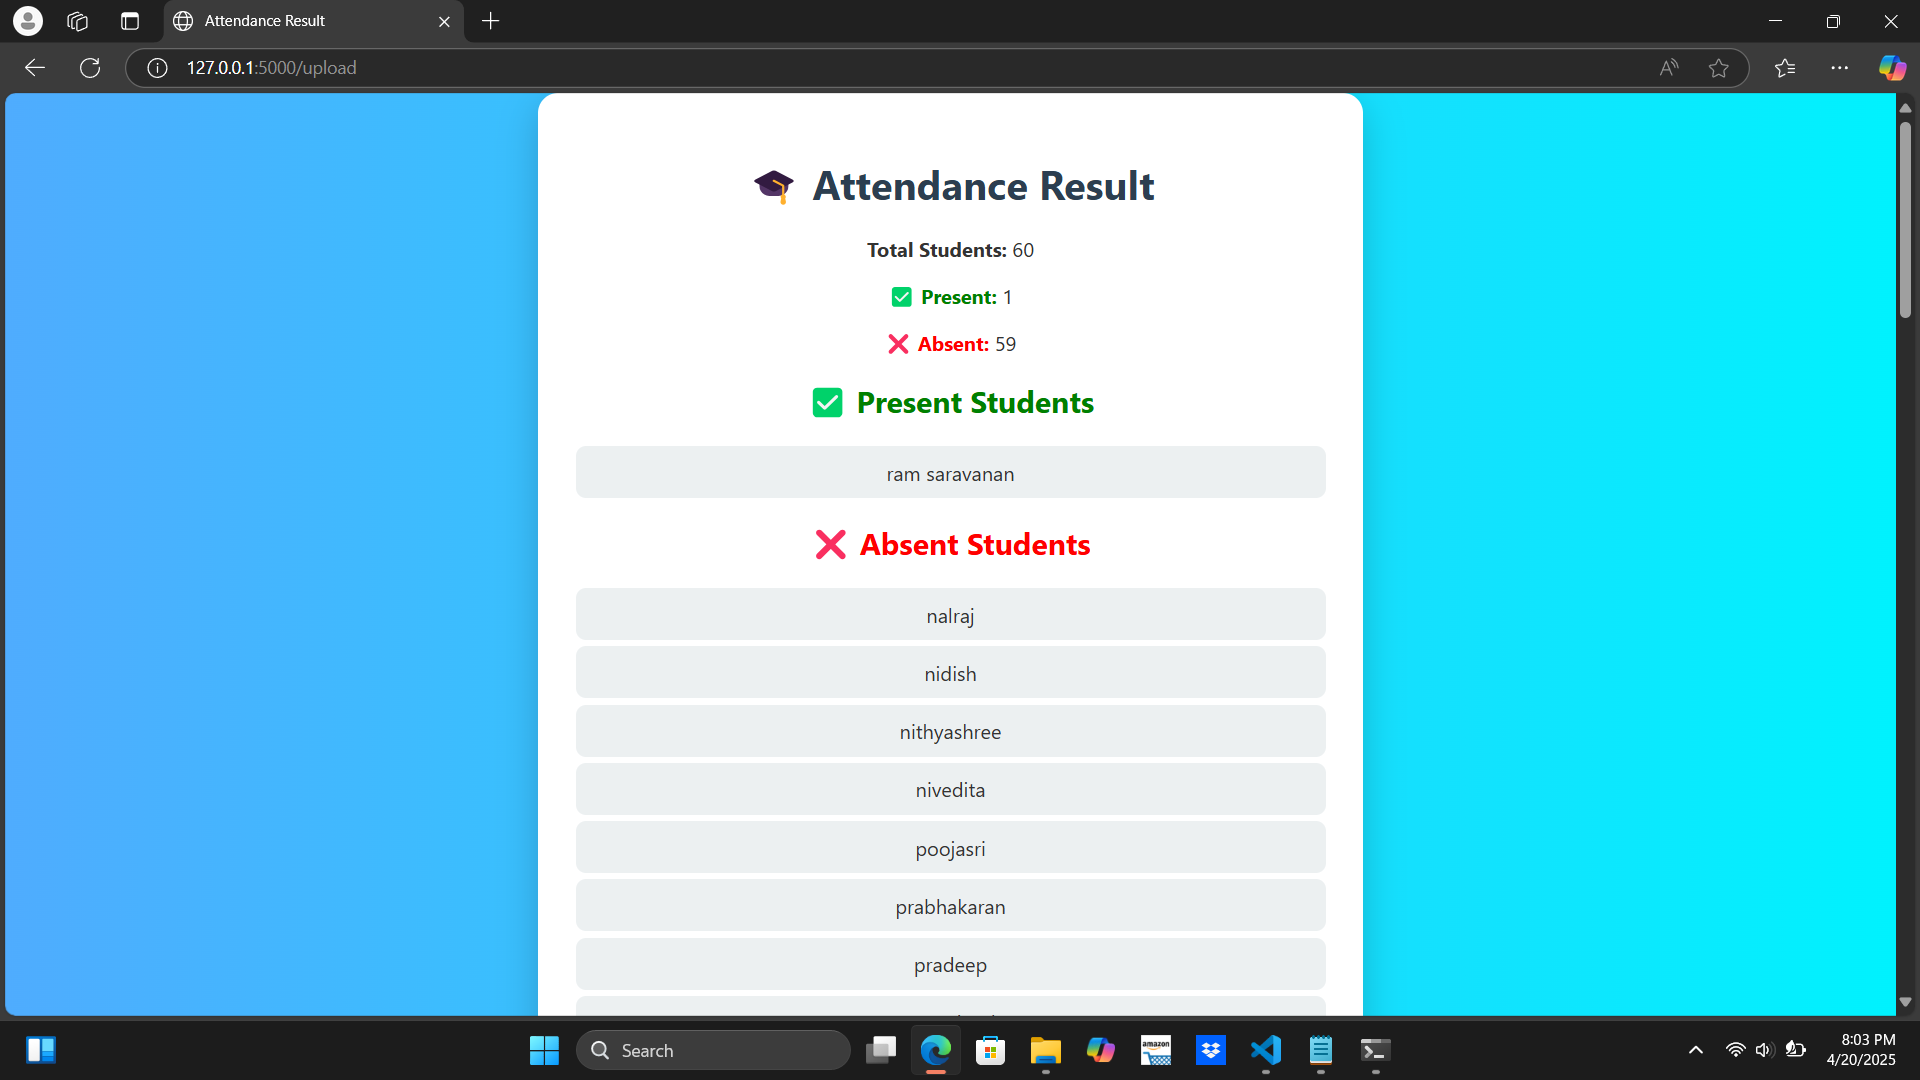 Attendance Result
127.0.0.1:5000/upload
Attendance Result
Total Students: 60
Present: 1
Absent: 59
Present Students
ram saravanan
Absent Students
nalraj
nidish
nithyashree
nivedita
poojasri
prabhakaran
pradeep
Search
amazon
8:03 PM
4/20/2025